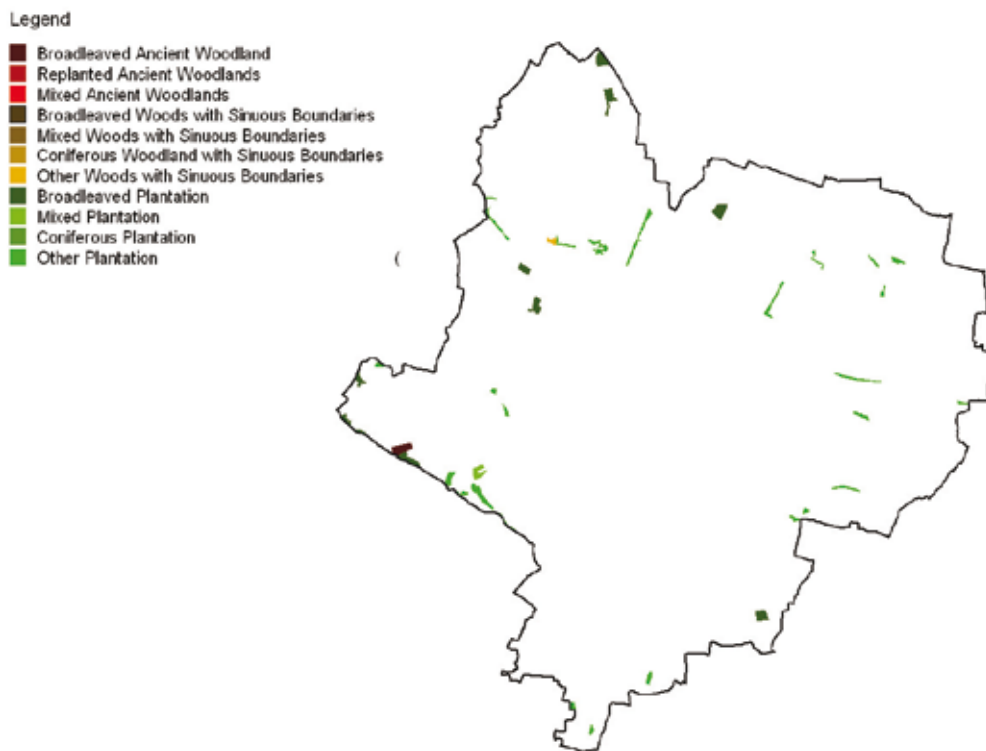 Legend
Broadleaved Ancient Woodland
Replanted Ancient Woodlands
Mixed Ancient Woodlands
Broadleaved Woods with Sinuous Boundaries
Mixed Woods with Sinuous Boundaries
Coniferous Woodland with Sinuous Boundaries
Other Woods with Sinuous Boundaries
Broadleaved Plantation
Mixed Plantation
Coniferous Plantation
Other Plantation